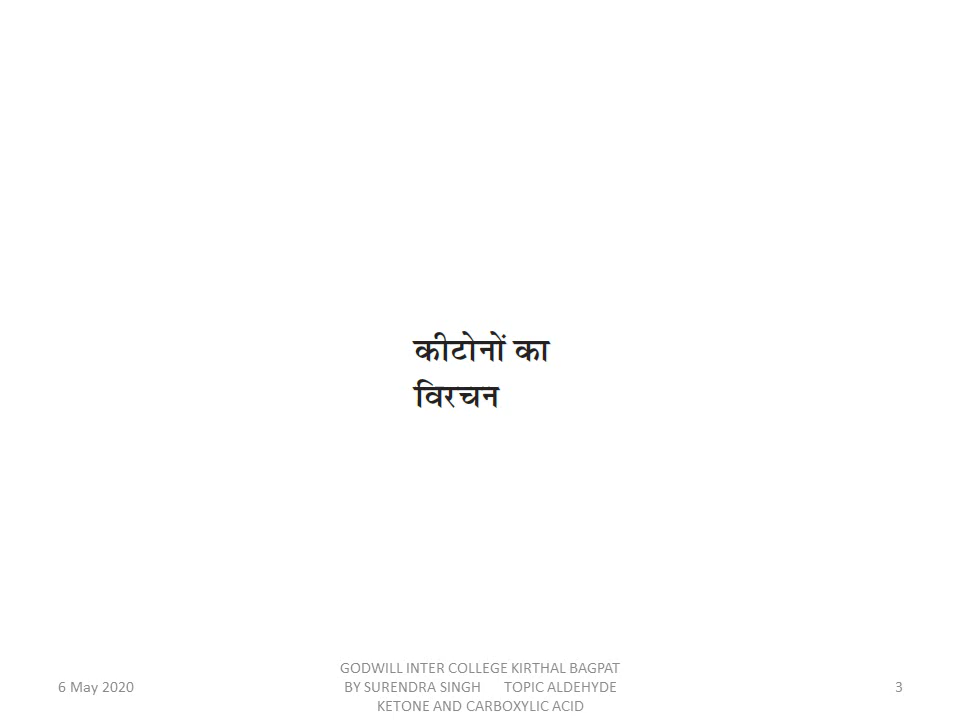 कीटोनों का
विरचन
6 May 2020
GODWILL INTER COLLEGE KIRTHAL BAGPAT
BY SURENDRA SINGH TOPIC ALDEHYDE
KETONE AND CARBOXYLIC ACID
3